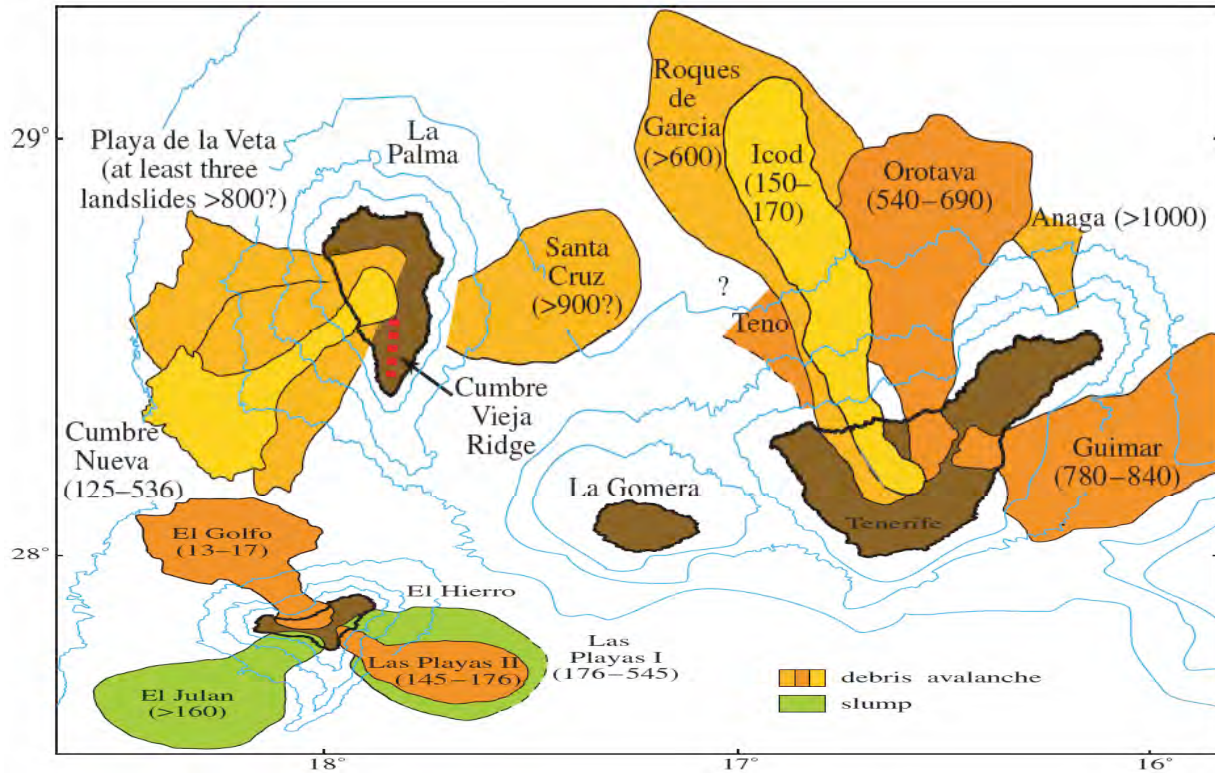 29°
28°
18°
17°
16°
Playa de la Veta
(at least three
landslides >800?)
La
Palma
Santa
Cruz
(>900?)
Cumbre
Vieja
Ridge
Cumbre
Nueva
(125–536)
Roques
de
Garcia
(>600)
Icod
(150–
170)
Orotava
(540–690)
Anaga (>1000)
?
Teno
Guimar
(780–840)
La Gomera
Tenerife
El Golfo
(13–17)
El Hierro
Las
Playas I
(176–545)
Las Playas II
(145–176)
El Julan
(>160)
debris avalanche
slump